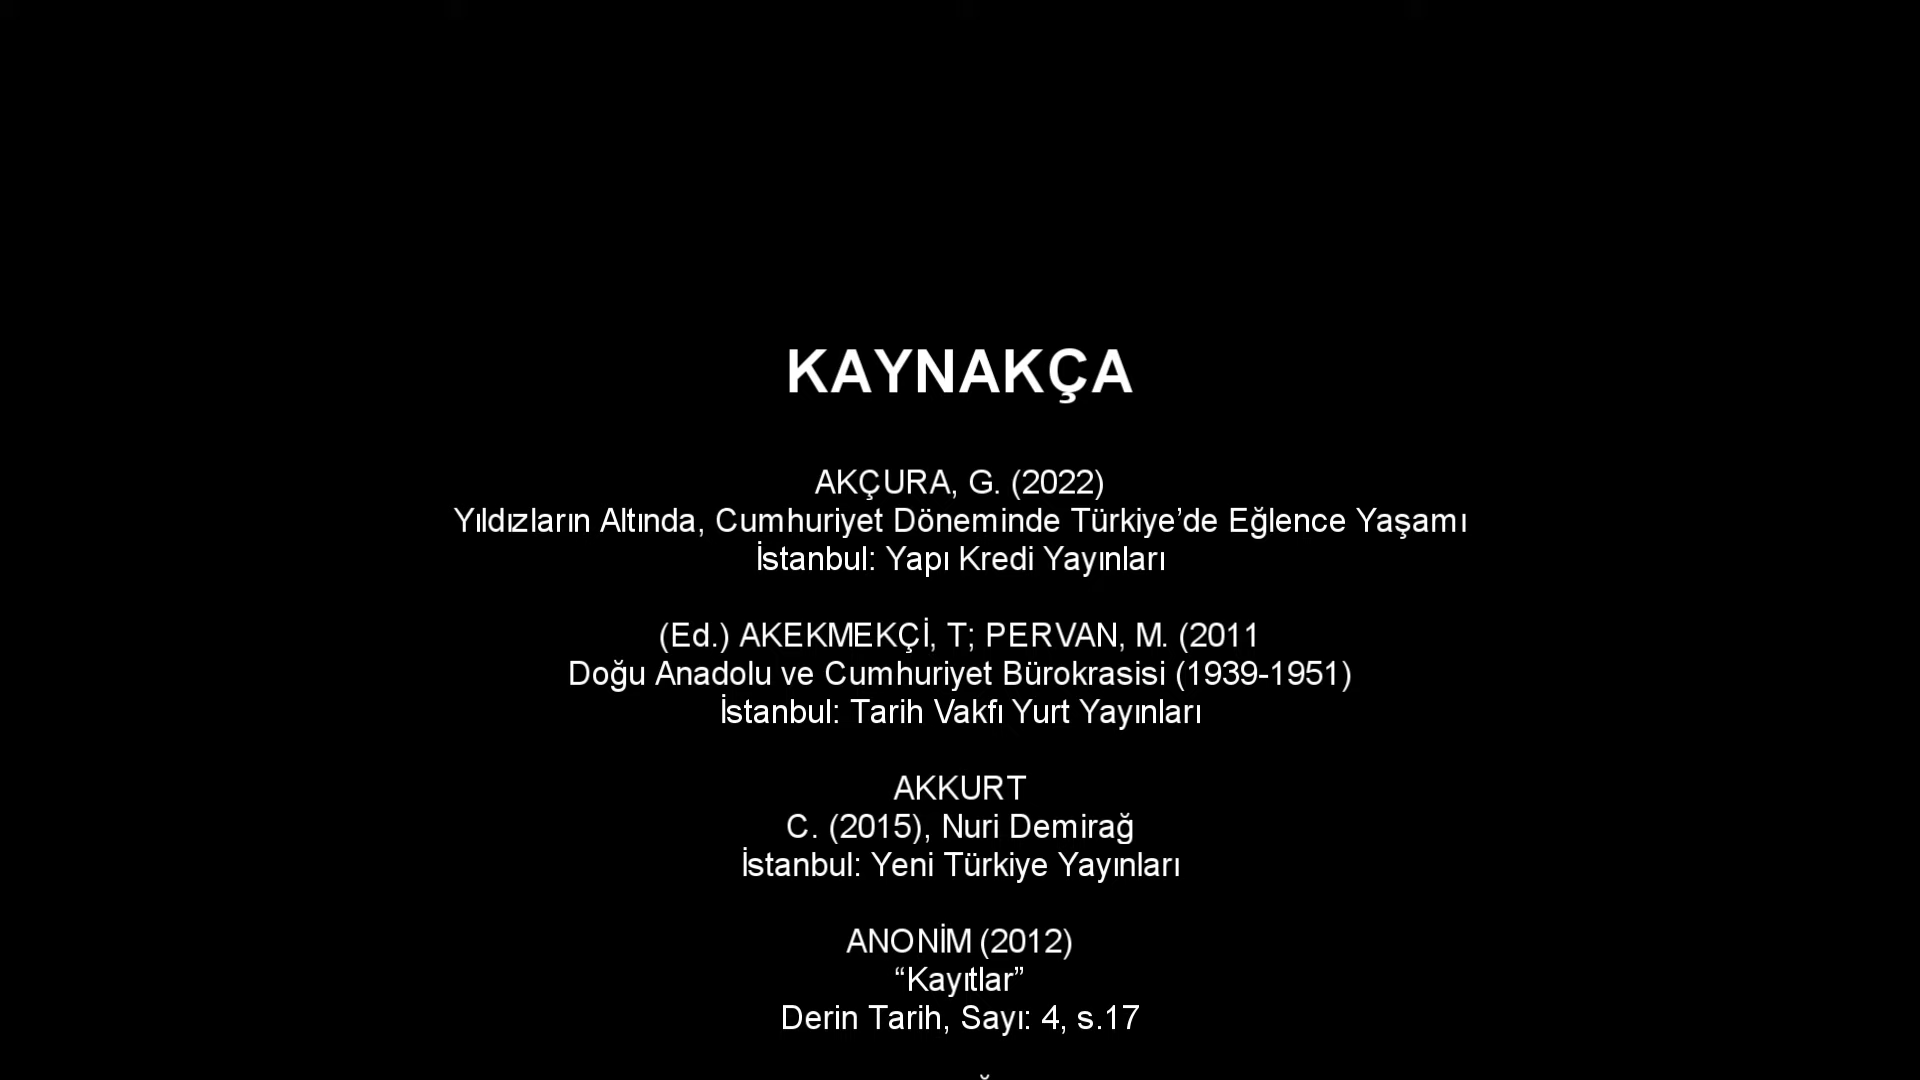 KAYNAKÇA
AKÇURA, G. (2022)
Yıldızların Altında, Cumhuriyet Döneminde Türkiye’de Eğlence Yaşamı
İstanbul: Yapı Kredi Yayınları
(Ed.) AKEKMEKÇİ, T; PERVAN, M. (2011
Doğu Anadolu ve Cumhuriyet Bürokrasisi (1939-1951)
İstanbul: Tarih Vakfı Yurt Yayınları
AKKURT
C. (2015), Nuri Demirağ
İstanbul: Yeni Türkiye Yayınları
ANONİM (2012)
“Kayıtlar”
Derin Tarih, Sayı: 4, s.17